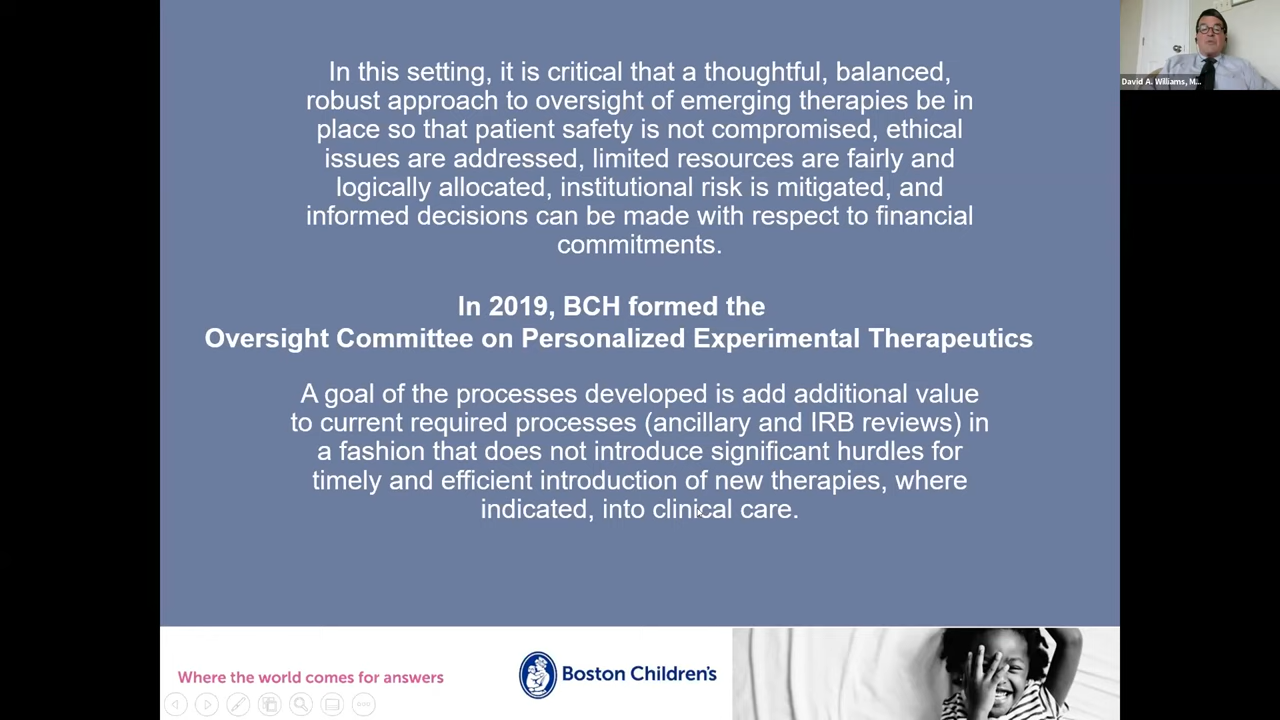 In this setting, it is critical that a thoughtful, balanced,
robust approach to oversight of emerging therapies be in
place so that patient safety is not compromised, ethical
issues are addressed, limited resources are fairly and
logically allocated, institutional risk is mitigated, and
informed decisions can be made with respect to financial
commitments.
In 2019, BCH formed the
Oversight Committee on Personalized Experimental Therapeutics
A goal of the processes developed is add additional value
to current required processes (ancillary and IRB reviews) in
a fashion that does not introduce significant hurdles for
timely and efficient introduction of new therapies, where
indicated, into clinical care.
Where the world comes for answers
Boston Children's
David A. Williams, M...